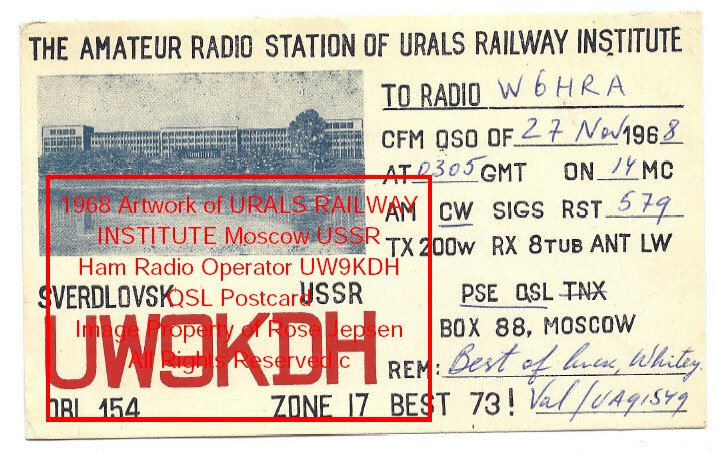 THE AMATEUR RADIO STATION OF URALS RAILWAY INSTITUTE
TO RADIO W6HRA
CFM QSO OF 27 Nov 1968
AT 0305 GMT ON 14 MC
AM CW SIGS RST 579
TX 200W RX 8TUB ANT LW
SVERDLOVSK USSR
PSE QSL TNX
BOX 88, MOSCOW
UW9KDH
REM: Best of luck, Whitey.
OBL 154 ZONE 17 BEST 73! Val/UA91549
1968 Artwork of URALS RAILWAY
INSTITUTE Moscow USSR
Ham Radio Operator UW9KDH
QSL Postcard
Image Property of Rose Jepsen
All Rights Reserved c